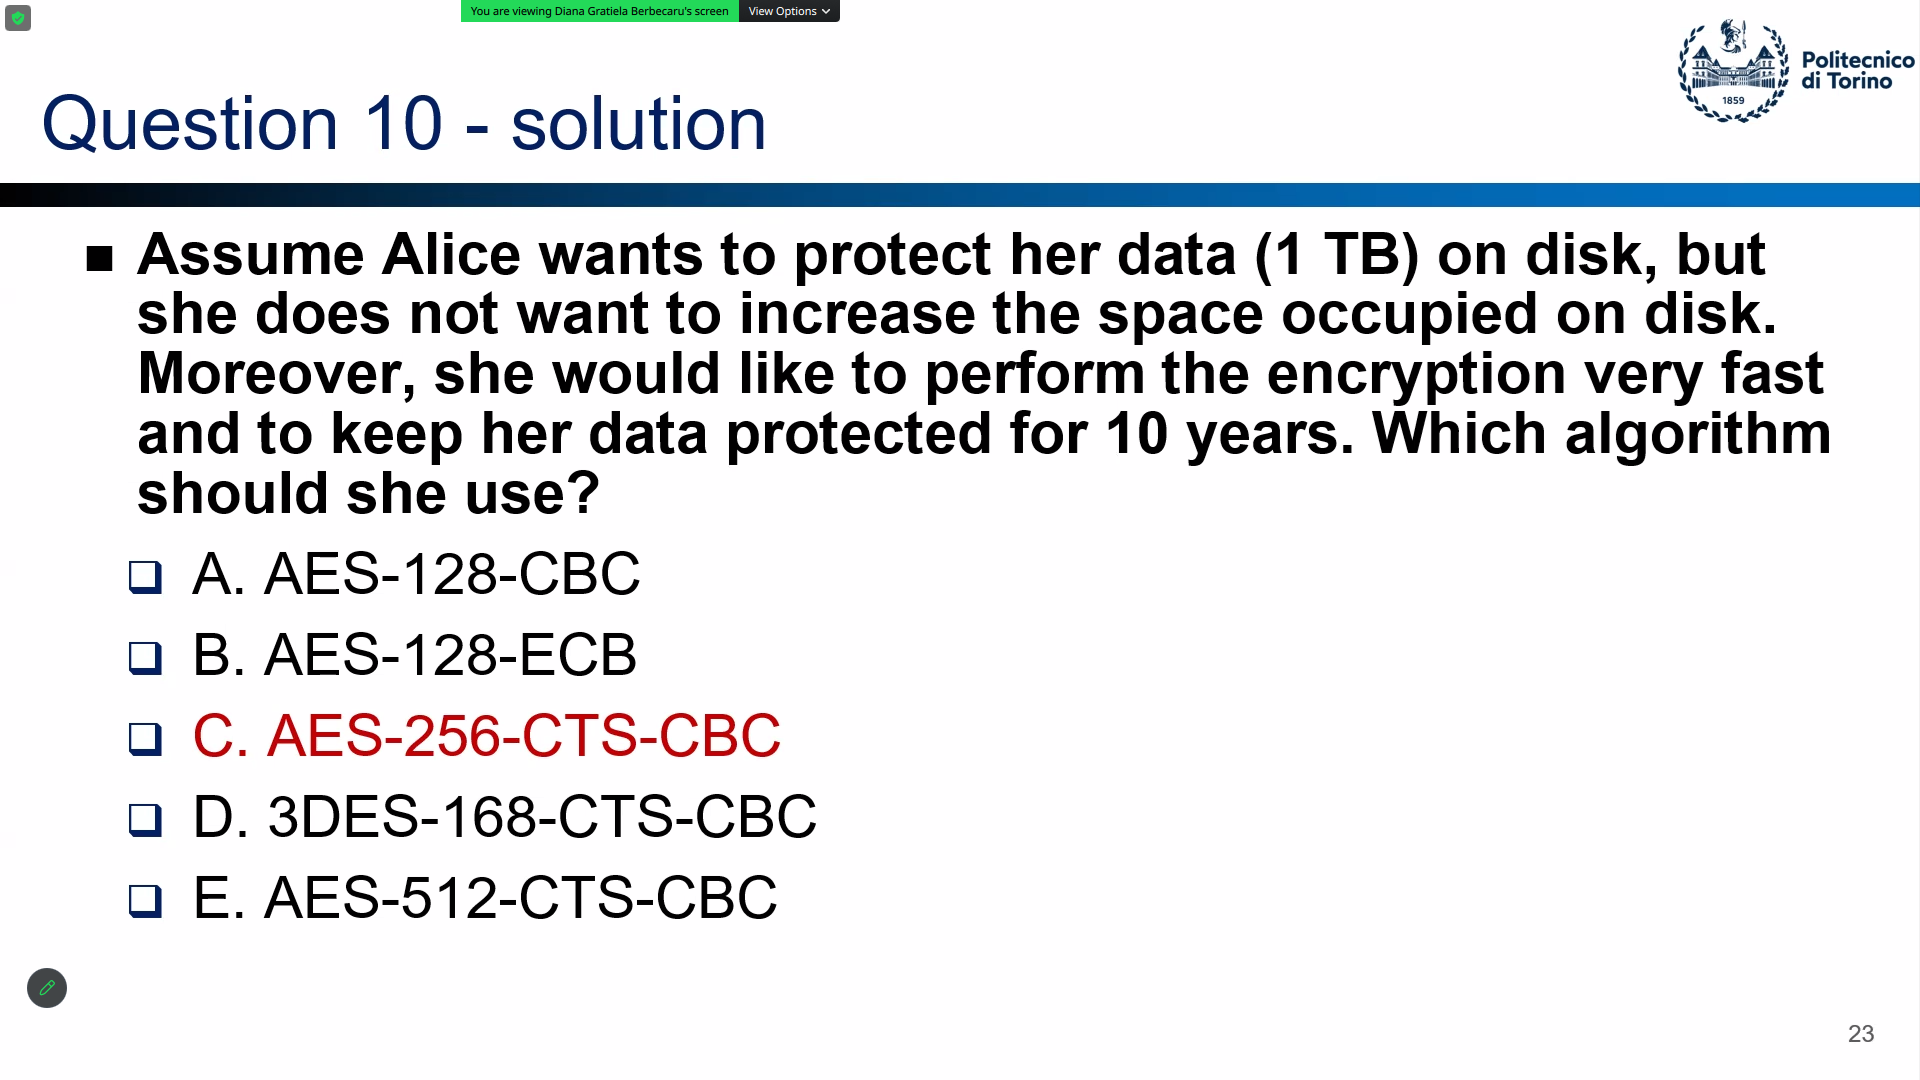 You are viewing Diana Gratiela Berbecaru's screen
View Options
Politecnico
di Torino
1859
Question 10 - solution
Assume Alice wants to protect her data (1 TB) on disk, but
she does not want to increase the space occupied on disk.
Moreover, she would like to perform the encryption very fast
and to keep her data protected for 10 years. Which algorithm
should she use?
A. AES-128-CBC
B. AES-128-ECB
C. AES-256-CTS-CBC
D. 3DES-168-CTS-CBC
E. AES-512-CTS-CBC
23